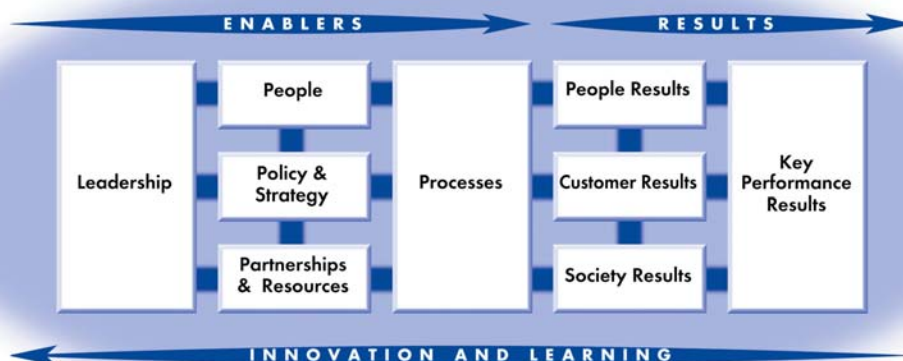 ENABLERS
RESULTS
Leadership
People
Policy &
Strategy
Partnerships
& Resources
Processes
People Results
Customer Results
Society Results
Key
Performance
Results
INNOVATION AND LEARNING